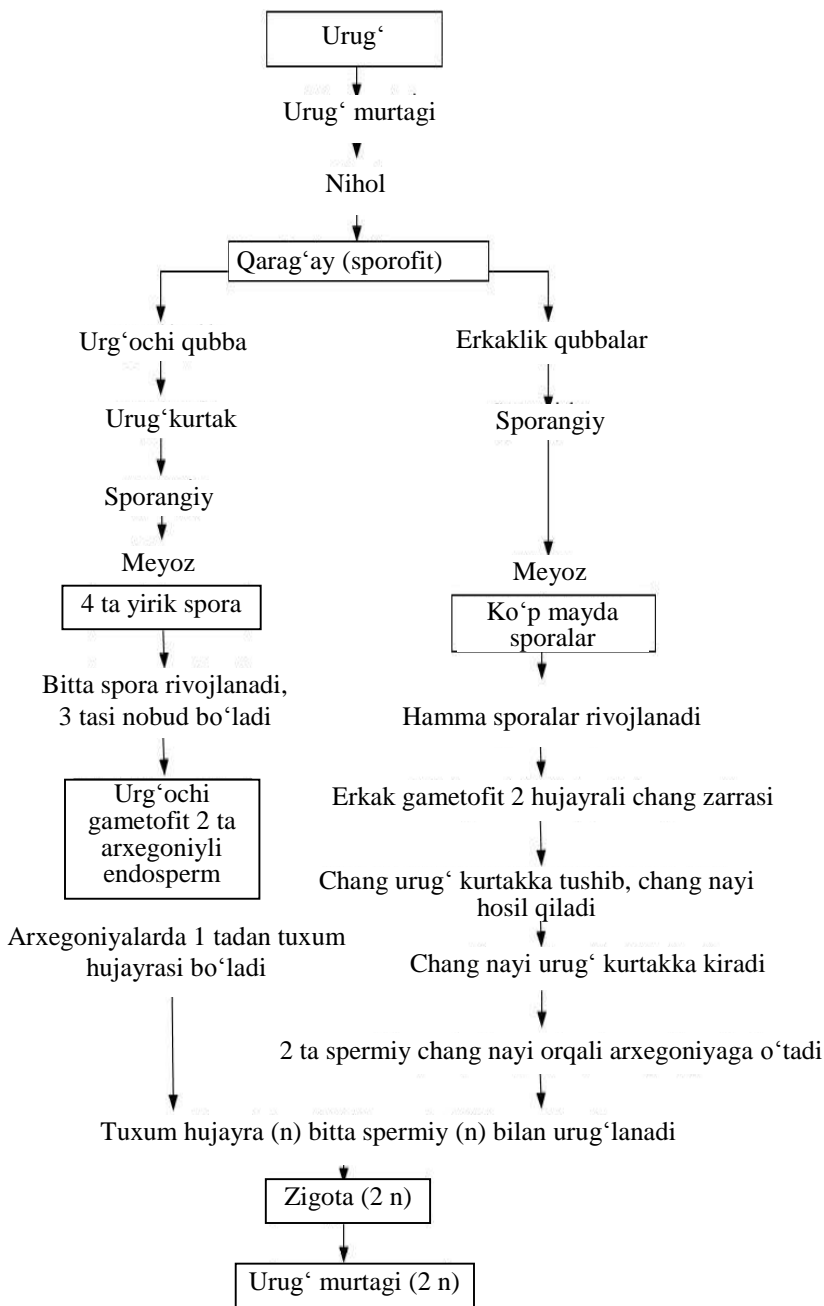 Urug‘
Urug‘ murtagi
Nihol
Qarag‘ay (sporofit)
Urg‘ochi qubba
Urug‘kurtak
Sporangiy
Meyoz
4 ta yirik spora
Bitta spora rivojlanadi,
3 tasi nobud bo‘ladi
Urg‘ochi
gametofit 2 ta
arxegoniyli
endosperm
Arxegoniyalarda 1 tadan tuxum
hujayrasi bo‘ladi
Erkaklik qubbalar
Sporangiy
Meyoz
Ko‘p mayda
sporalar
Hamma sporalar rivojlanadi
Erkak gametofit 2 hujayrali chang zarrasi
Chang urug‘ kurtakka tushib, chang nayi
hosil qiladi
Chang nayi urug‘ kurtakka kiradi
2 ta spermiy chang nayi orqali arxegoniyaga o‘tadi
Tuxum hujayra (n) bitta spermiy (n) bilan urug‘lanadi
Zigota (2 n)
Urug‘ murtagi (2 n)